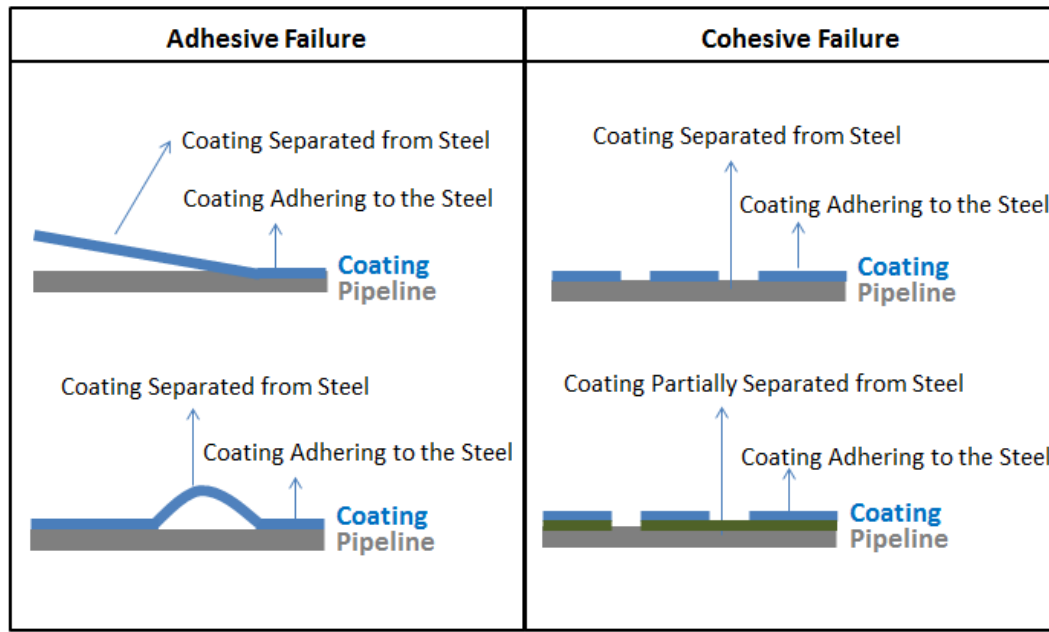 Adhesive Failure
Cohesive Failure
Coating Separated from Steel
Coating Adhering to the Steel
Coating
Pipeline
Coating Separated from Steel
Coating Adhering to the Steel
Coating
Pipeline
Coating Separated from Steel
Coating Adhering to the Steel
Coating
Pipeline
Coating Partially Separated from Steel
Coating Adhering to the Steel
Coating
Pipeline